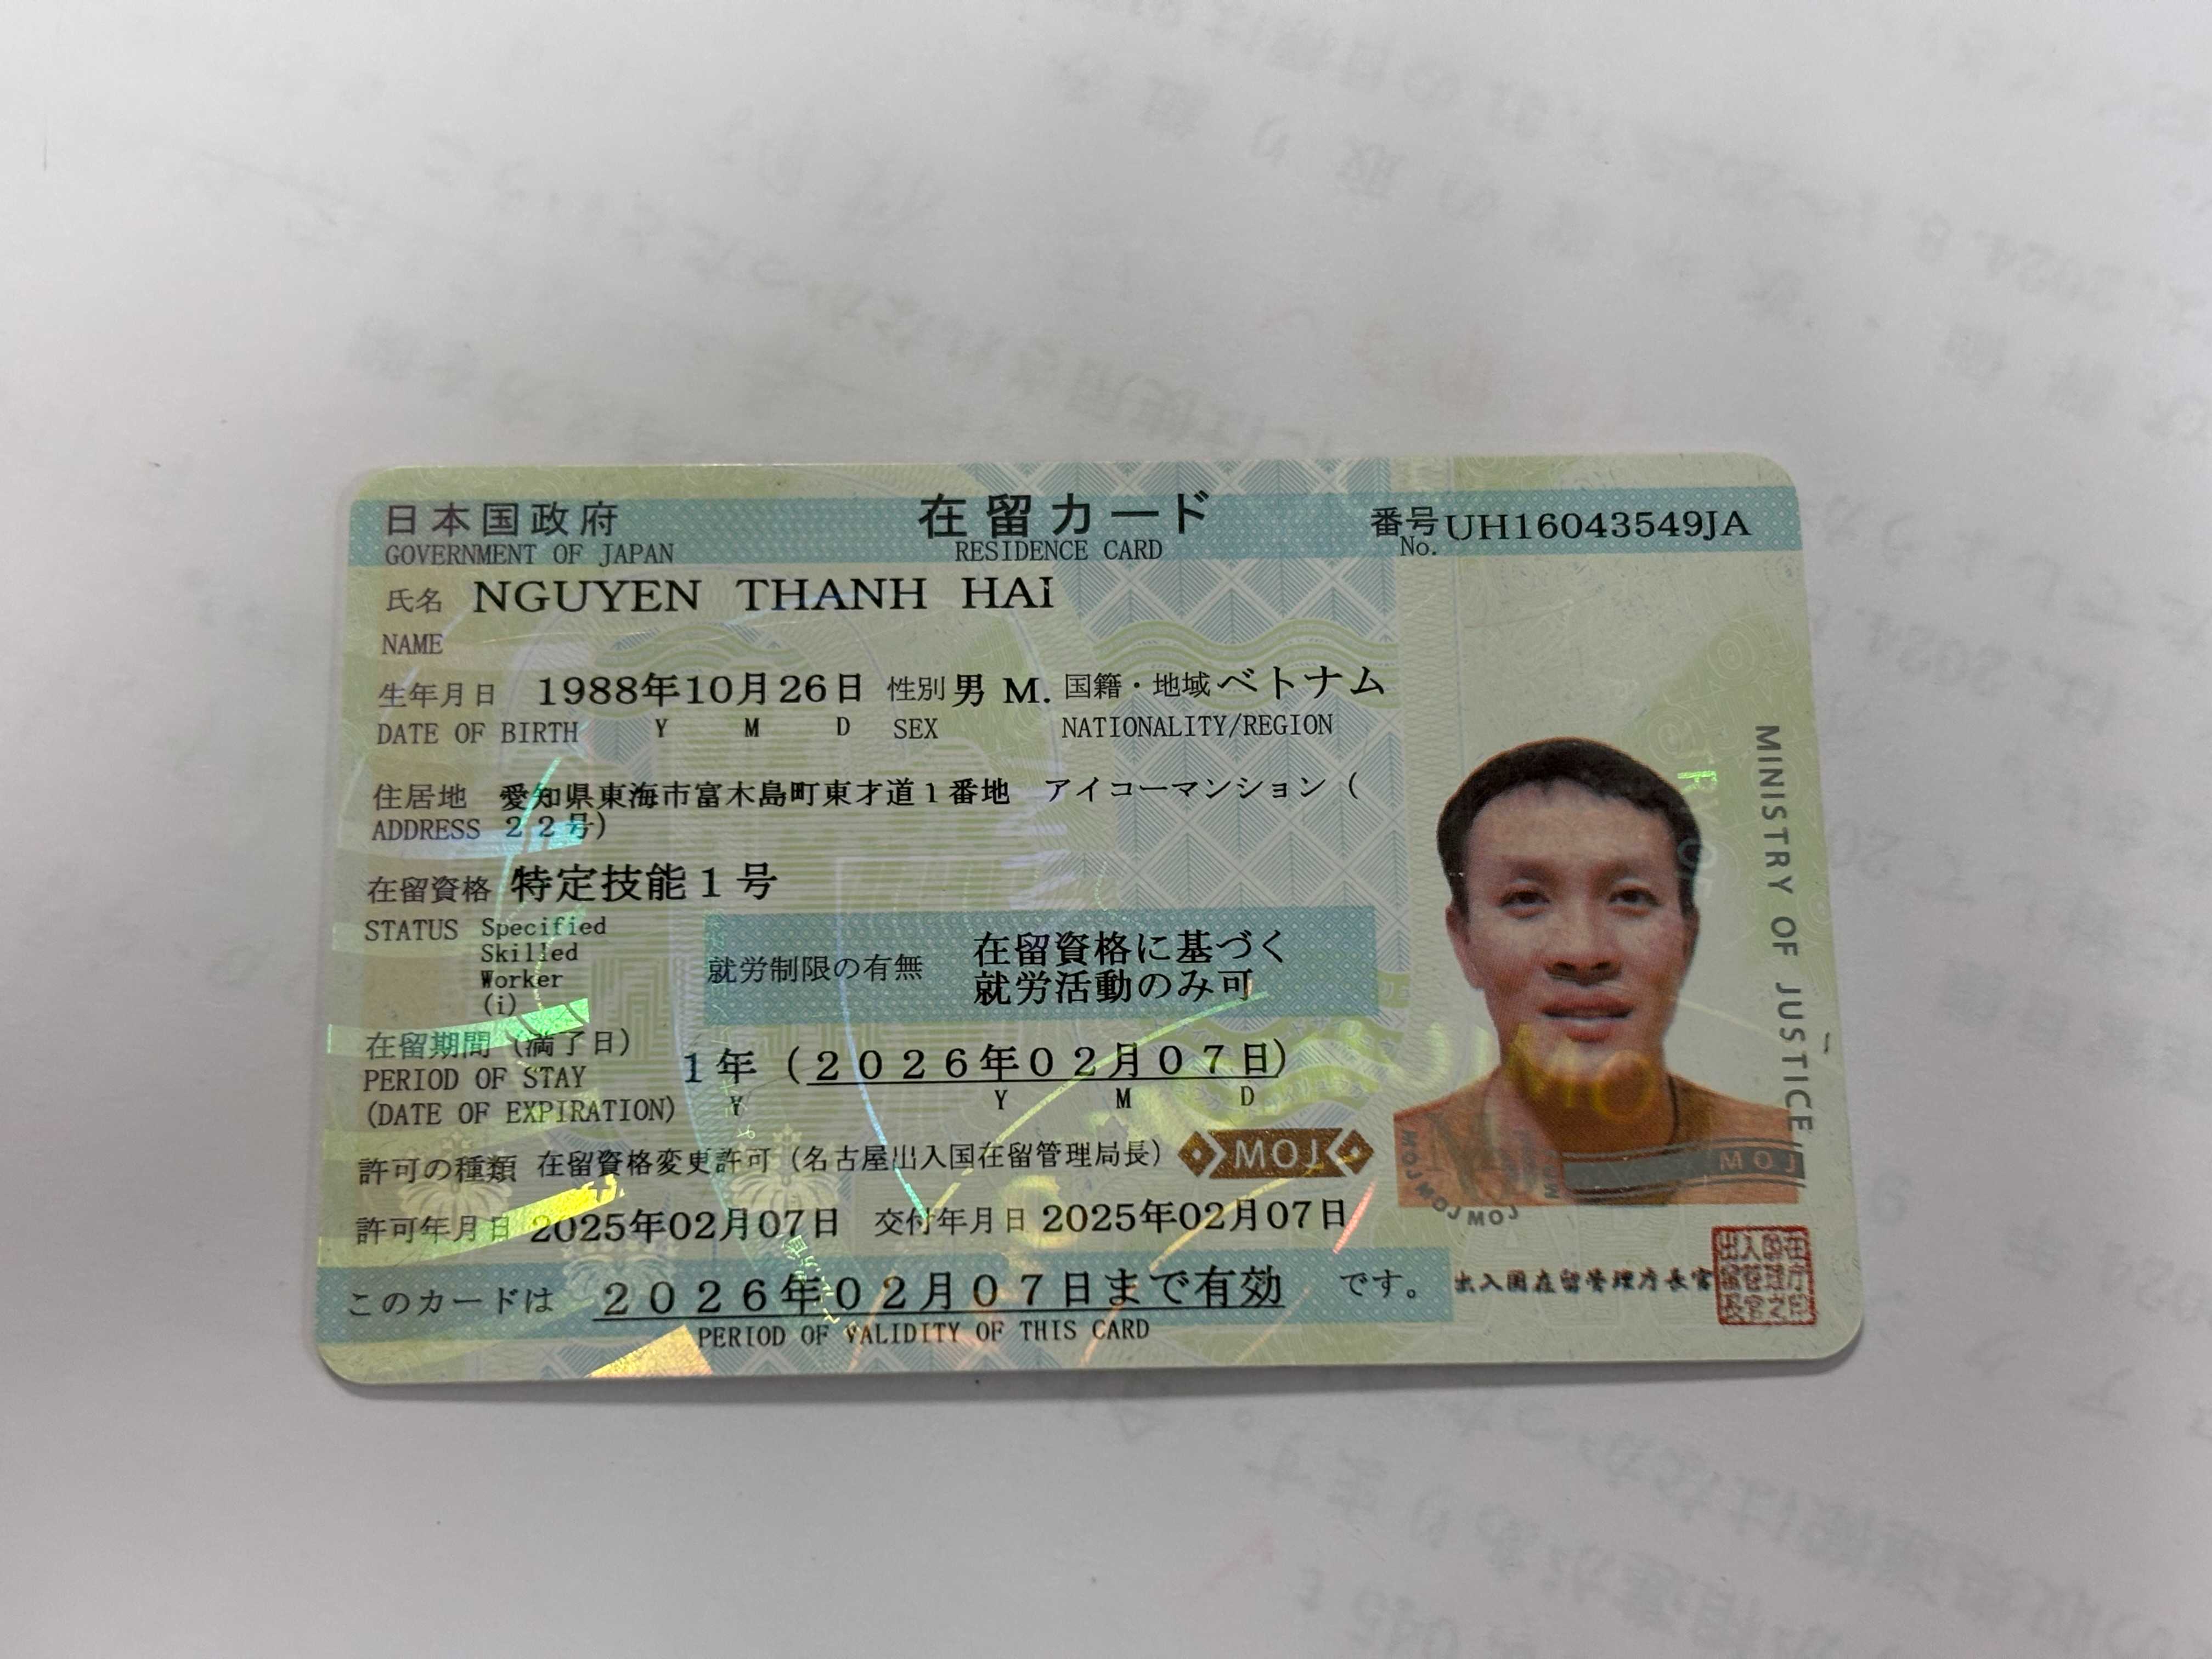 日本国政府 在留カード 番号 UH16043549JA
GOVERNMENT OF JAPAN RESIDENCE CARD No.
氏名 NGUYEN THANH HAI
NAME
生年月日 1988年10月26日 性別 男 M. 国籍・地域 ベトナム
DATE OF BIRTH Y M D SEX NATIONALITY/REGION
住居地 愛知県東海市富木島町東才道1番地 アイコーマンション(
ADDRESS 22号)
在留資格 特定技能1号
STATUS Specified
Skilled
Worker
(i)
就労制限の有無 在留資格に基づく
就労活動のみ可
在留期間(満了日) 1年(2026年02月07日)
PERIOD OF STAY Y Y M D
(DATE OF EXPIRATION)
許可の種類 在留資格変更許可(名古屋出入国在留管理局長) MOJ
許可年月日 2025年02月07日 交付年月日 2025年02月07日
このカードは 2026年02月07日まで有効 です。
PERIOD OF VALIDITY OF THIS CARD
MINISTRY OF JUSTICE
MOJ
出入国在留管理庁長官